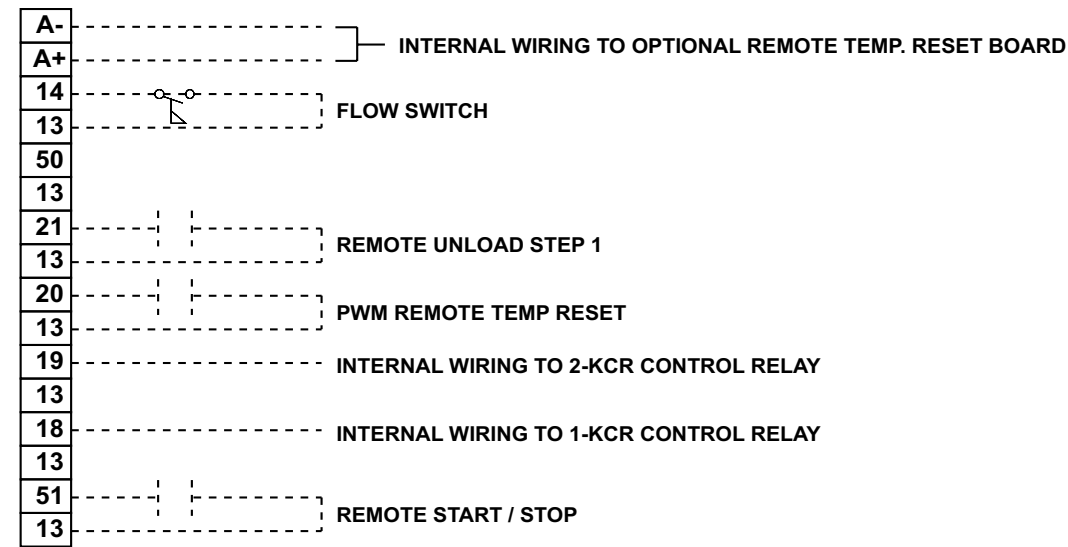 A-
INTERNAL WIRING TO OPTIONAL REMOTE TEMP. RESET BOARD
A+
14
FLOW SWITCH
13
50
13
21
REMOTE UNLOAD STEP 1
13
20
PWM REMOTE TEMP RESET
13
19 INTERNAL WIRING TO 2-KCR CONTROL RELAY
13
18 INTERNAL WIRING TO 1-KCR CONTROL RELAY
13
51
REMOTE START / STOP
13